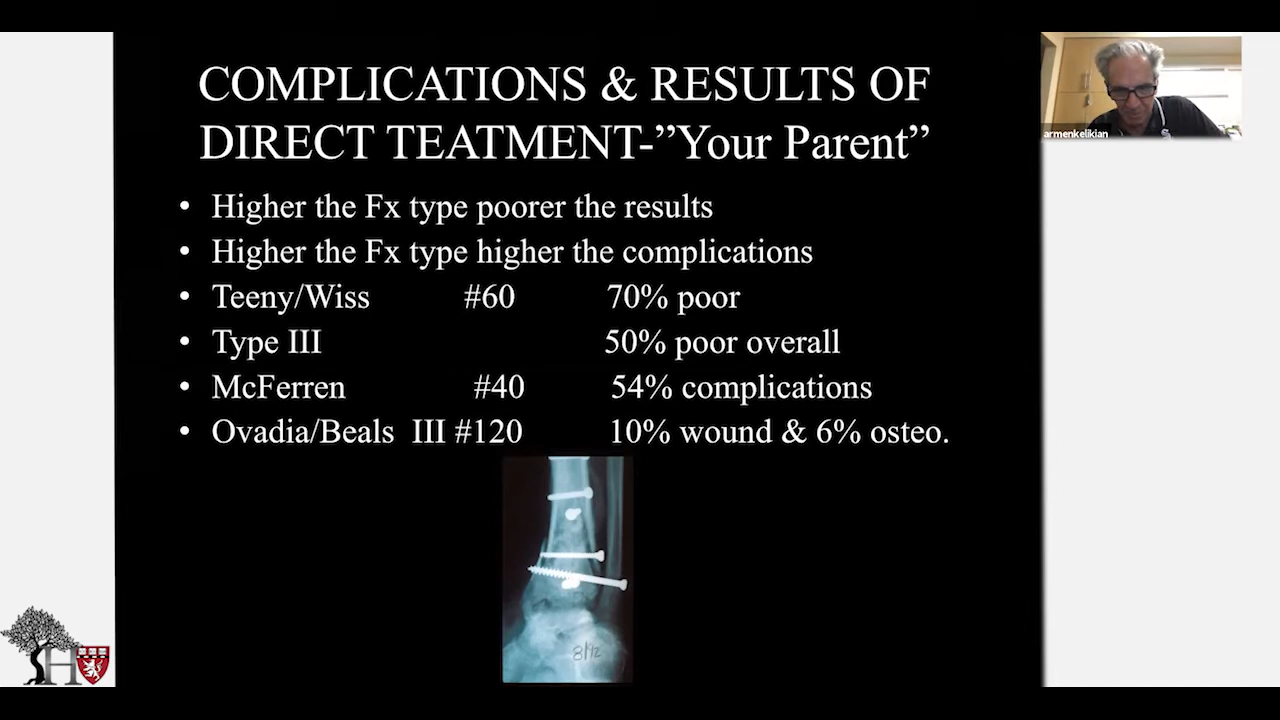 COMPLICATIONS & RESULTS OF
DIRECT TEATMENT-”Your Parent”
• Higher the Fx type poorer the results
• Higher the Fx type higher the complications
• Teeny/Wiss #60 70% poor
• Type III 50% poor overall
• McFerren #40 54% complications
• Ovadia/Beals III #120 10% wound & 6% osteo.
armenkelikian
8/92
H